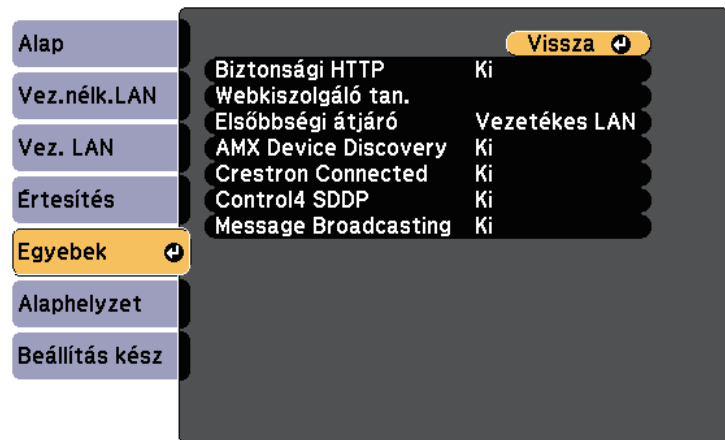 Alap
Vez.nélk.LAN
Vez. LAN
Értesítés
Egyebek
Alaphelyzet
Beállítás kész
Vissza
Biztonsági HTTP Ki
Webkiszolgáló tan.
Elsőbbségi átjáró Vezetékes LAN
AMX Device Discovery Ki
Crestron Connected Ki
Control4 SDDP Ki
Message Broadcasting Ki